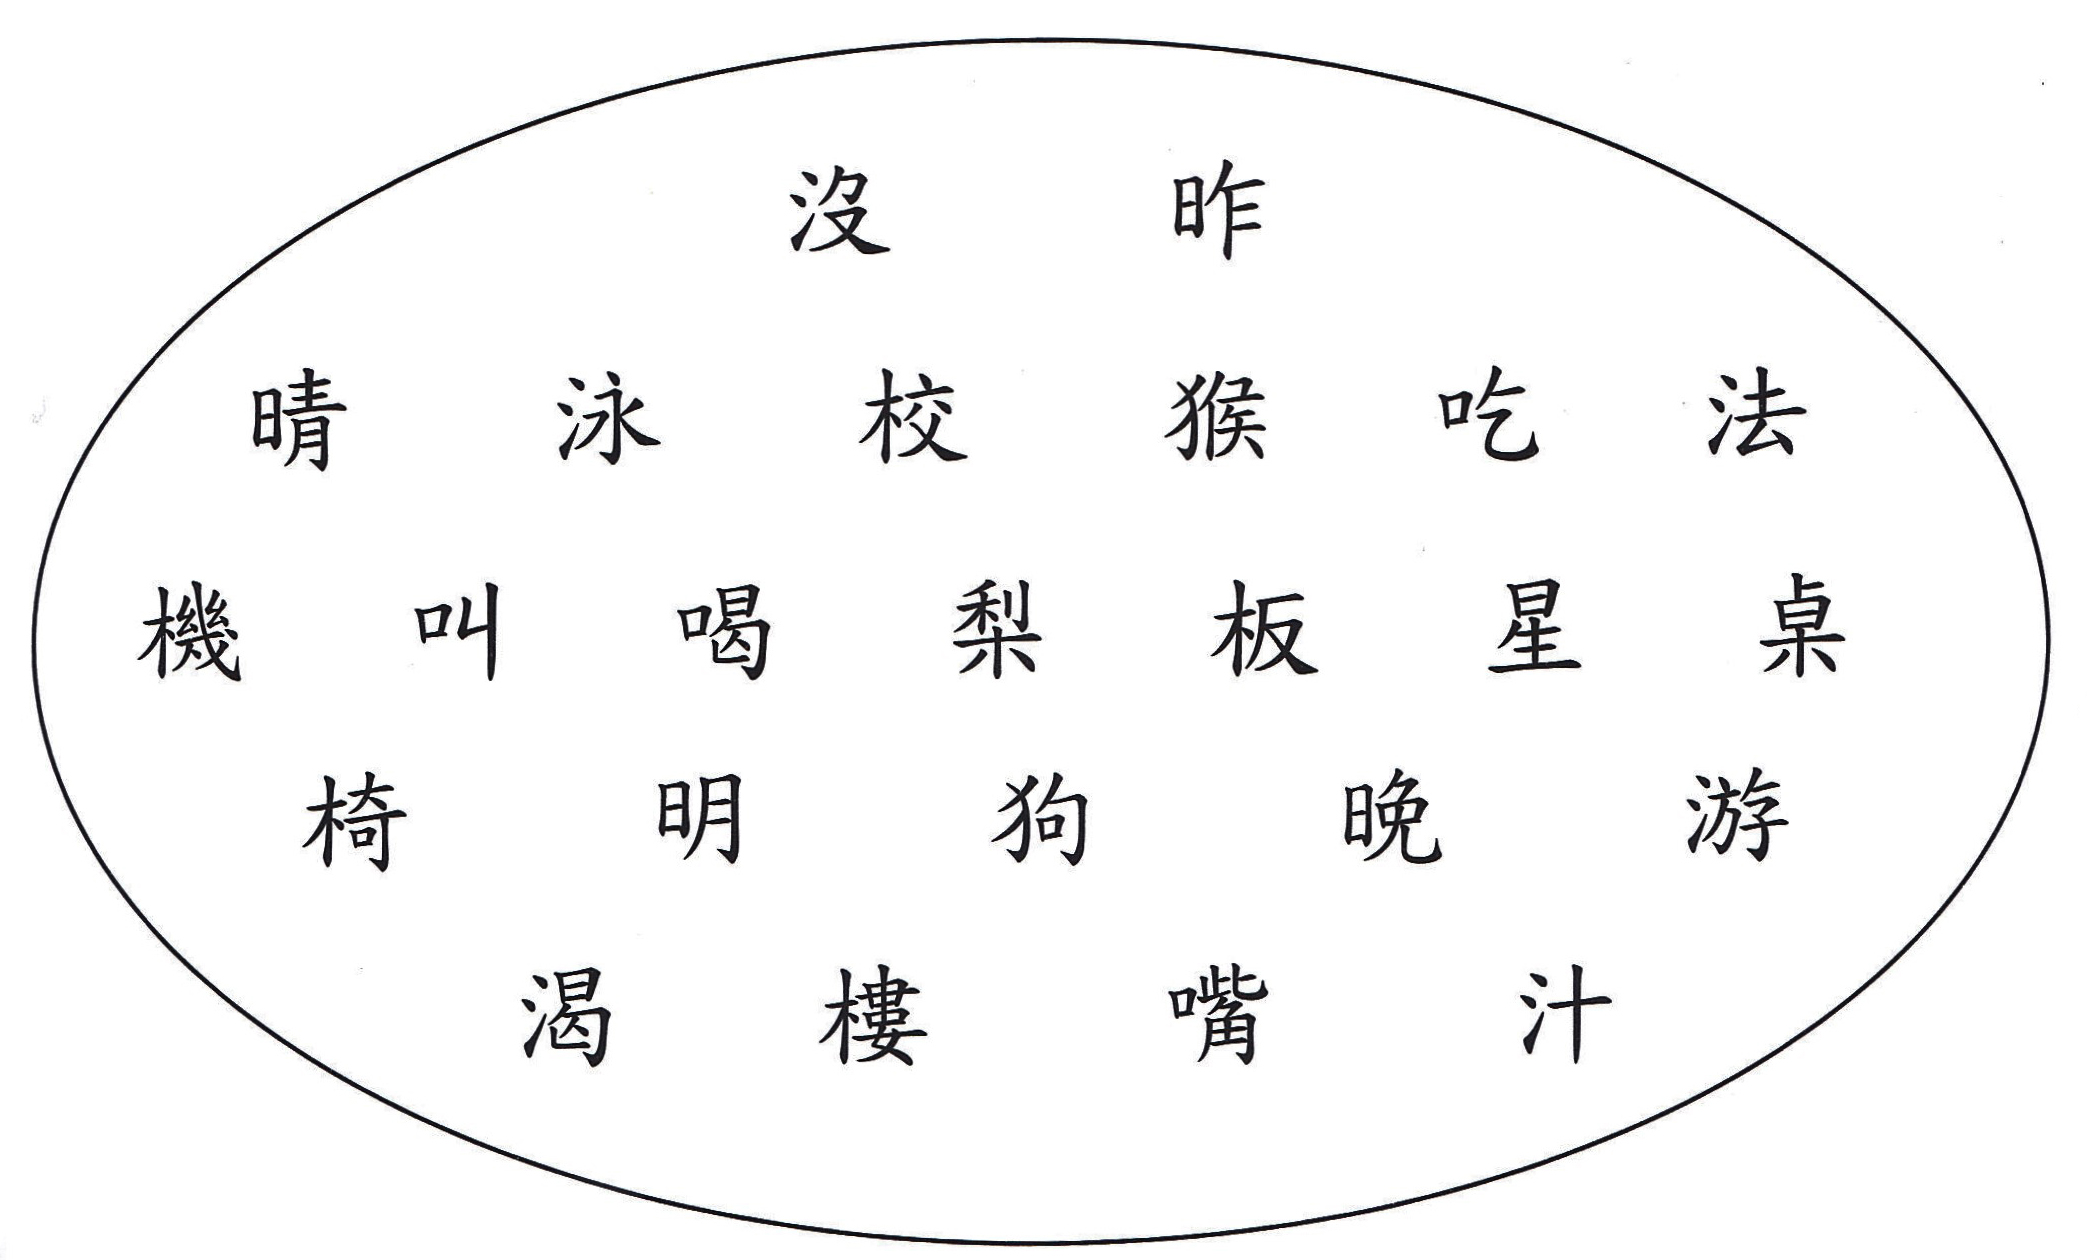 沒 昨
晴 泳 校 猴 吃 法
機 叫 喝 梨 板 星 桌
椅 明 狗 晚 游
渴 樓 嘴 汁